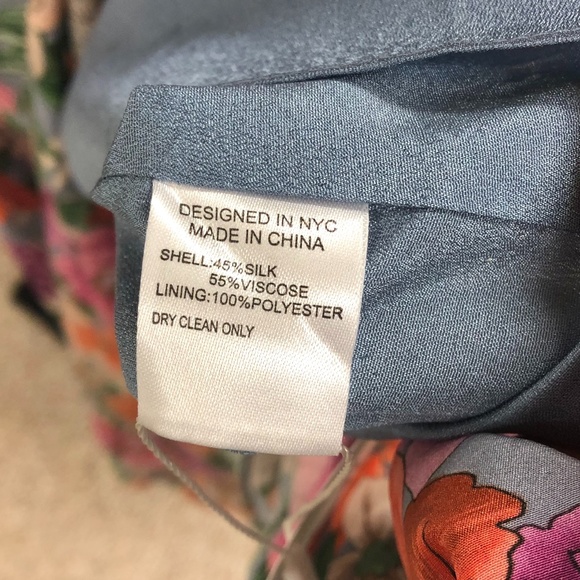 DESIGNED IN NYC
MADE IN CHINA
SHELL:45%SILK
55%VISCOSE
LINING:100%POLYESTER
DRY CLEAN ONLY